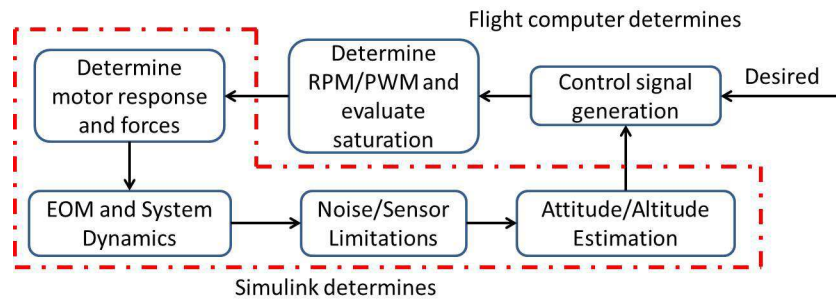 Flight computer determines
Determine
motor response
and forces
Determine
RPM/PWM and
evaluate
saturation
Control signal
generation
Desired
EOM and System
Dynamics
Noise/Sensor
Limitations
Attitude/Altitude
Estimation
Simulink determines